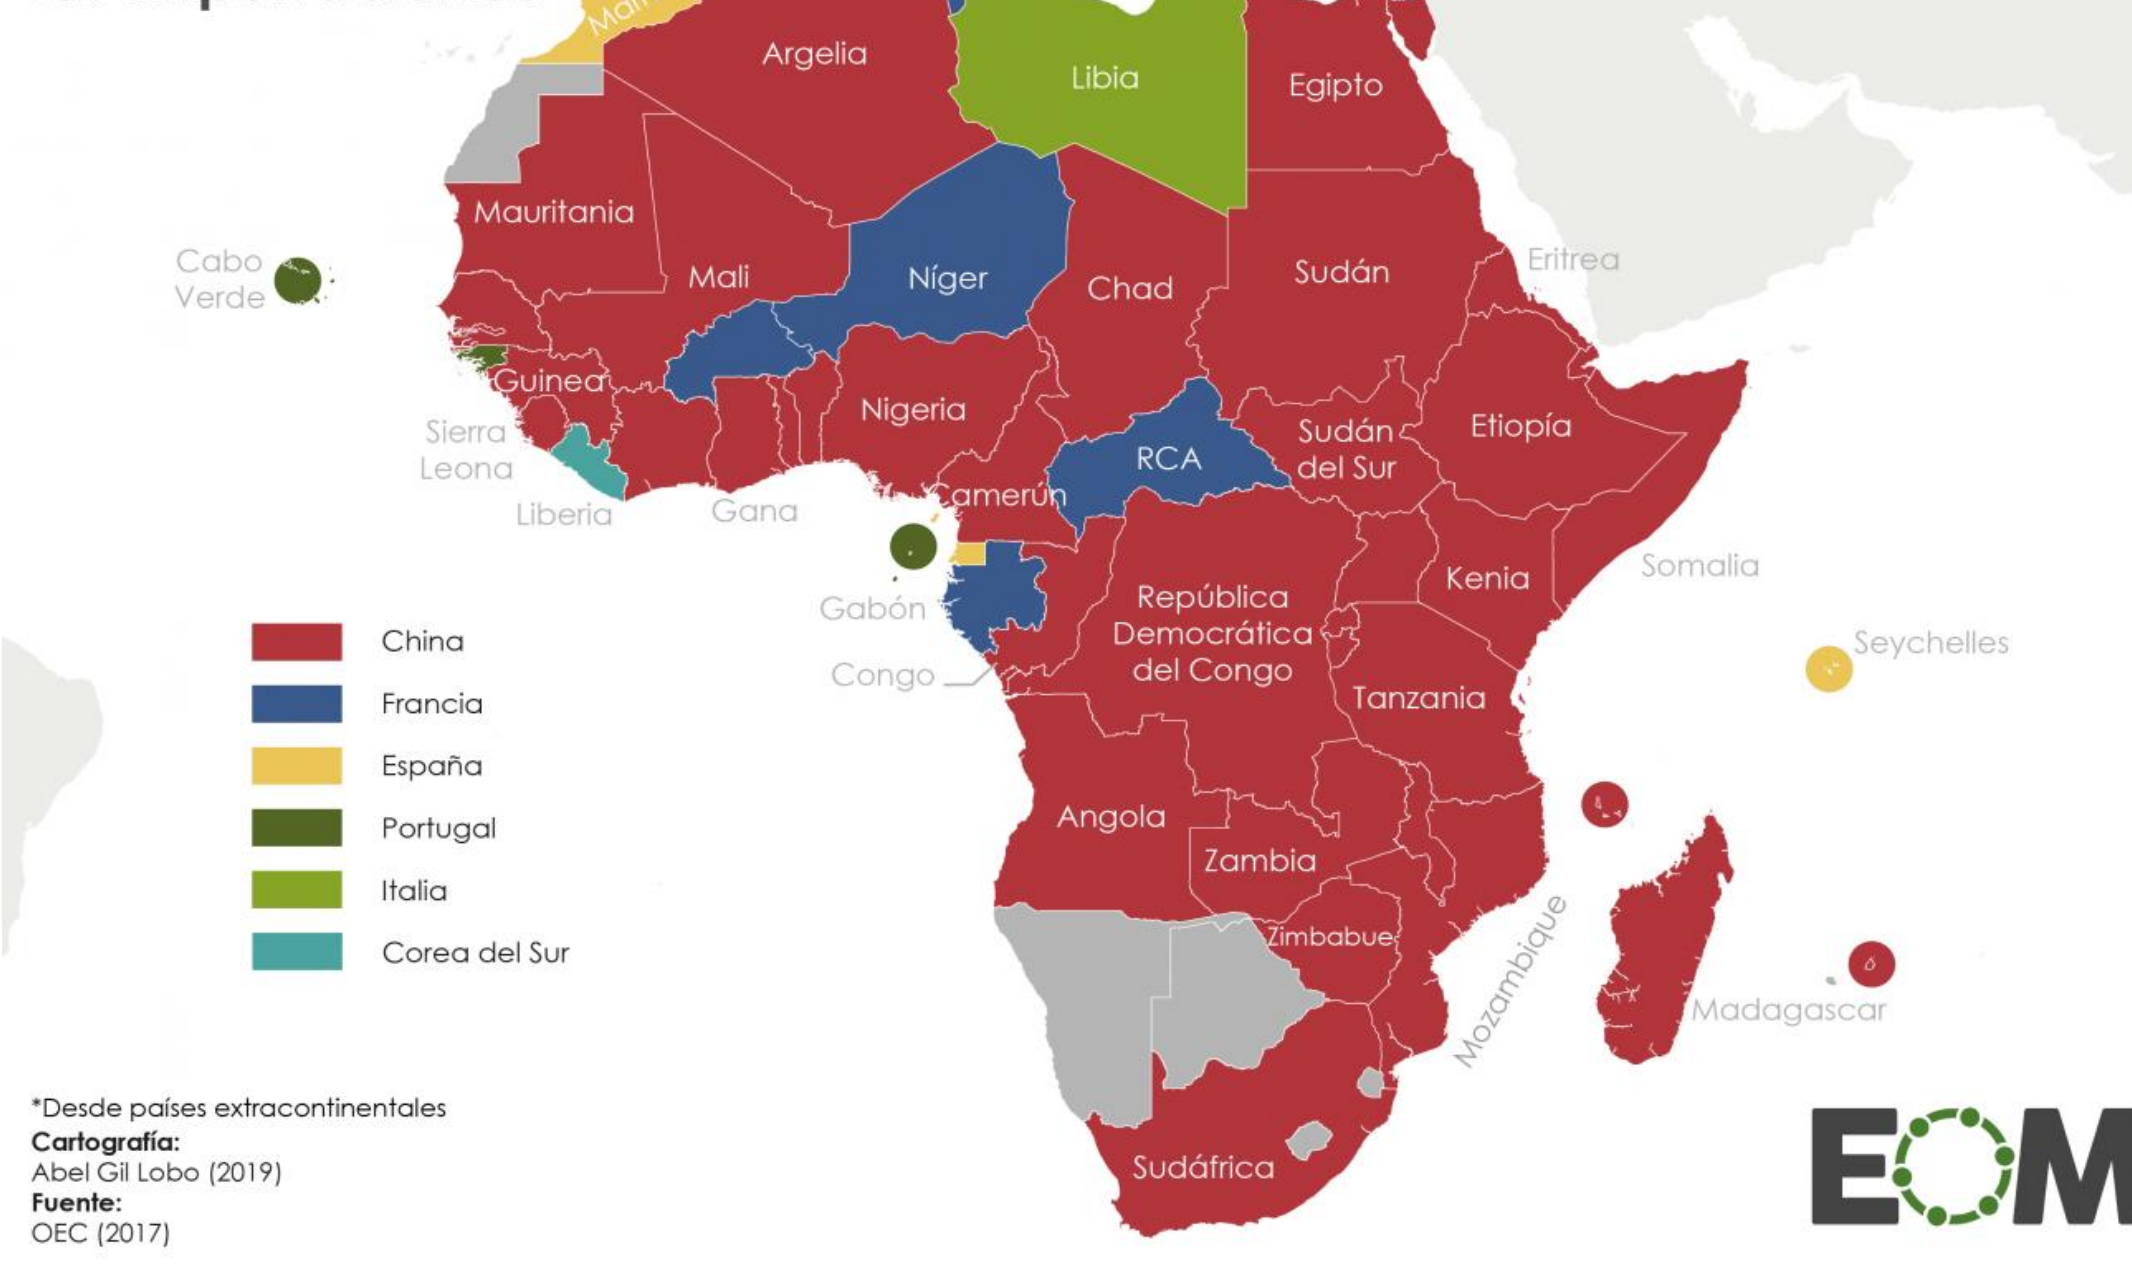 Argelia
Libia
Egipto
Mauritania
Cabo
Verde
Mali
Níger
Chad
Sudán
Eritrea
Guinea
Nigeria
Sierra
Leona
RCA
Sudán
del Sur
Etiopía
Camerún
Liberia
Gana
Somalia
Kenia
Gabón
República
Democrática
del Congo
Congo
Seychelles
Tanzania
China
Francia
España
Portugal
Italia
Corea del Sur
Angola
Zambia
Zimbabue
Mozambique
Madagascar
Sudáfrica
*Desde países extracontinentales
Cartografía:
Abel Gil Lobo (2019)
Fuente:
OEC (2017)
EOM